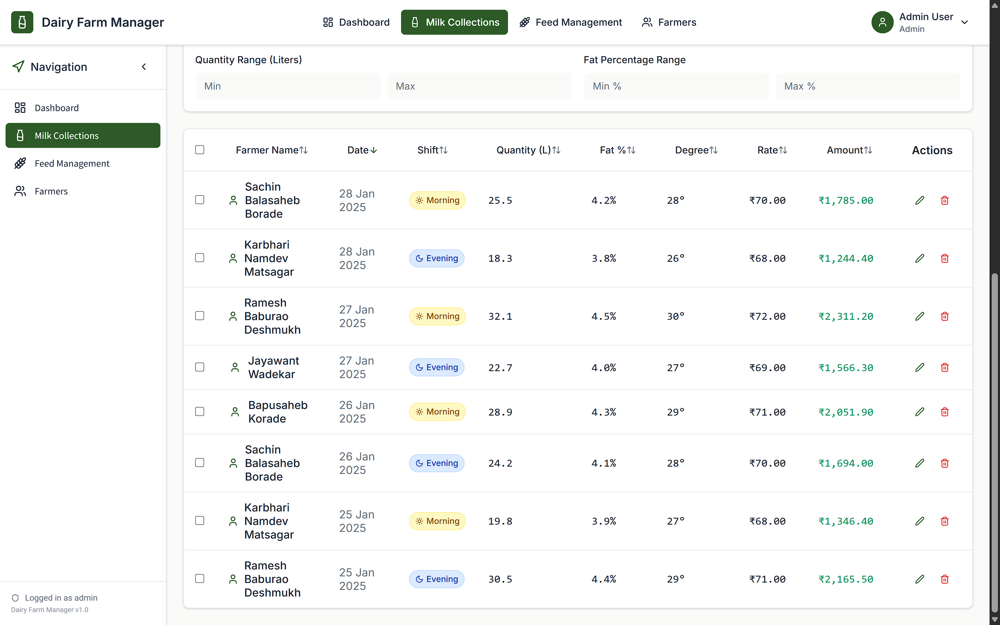 Dairy Farm Manager
Dashboard
Milk Collections
Feed Management
Farmers
Admin User
Admin
Navigation
Dashboard
Milk Collections
Feed Management
Farmers
Logged in as admin
Dairy Farm Manager v1.0
Quantity Range (Liters)
Fat Percentage Range
Min
Max
Min %
Max %
Farmer Name Date Shift Quantity (L) Fat % Degree Rate Amount Actions
Sachin
Balasaheb
Borade
28 Jan
2025
Morning
25.5
4.2%
28°
₹70.00
₹1,785.00
Karbhari
Namdev
Matsagar
28 Jan
2025
Evening
18.3
3.8%
26°
₹68.00
₹1,244.40
Ramesh
Baburao
Deshmukh
27 Jan
2025
Morning
32.1
4.5%
30°
₹72.00
₹2,311.20
Jayawant
Wadekar
27 Jan
2025
Evening
22.7
4.0%
27°
₹69.00
₹1,566.30
Bapusaheb
Korade
26 Jan
2025
Morning
28.9
4.3%
29°
₹71.00
₹2,051.90
Sachin
Balasaheb
Borade
26 Jan
2025
Evening
24.2
4.1%
28°
₹70.00
₹1,694.00
Karbhari
Namdev
Matsagar
25 Jan
2025
Morning
19.8
3.9%
27°
₹68.00
₹1,346.40
Ramesh
Baburao
Deshmukh
25 Jan
2025
Evening
30.5
4.4%
29°
₹71.00
₹2,165.50